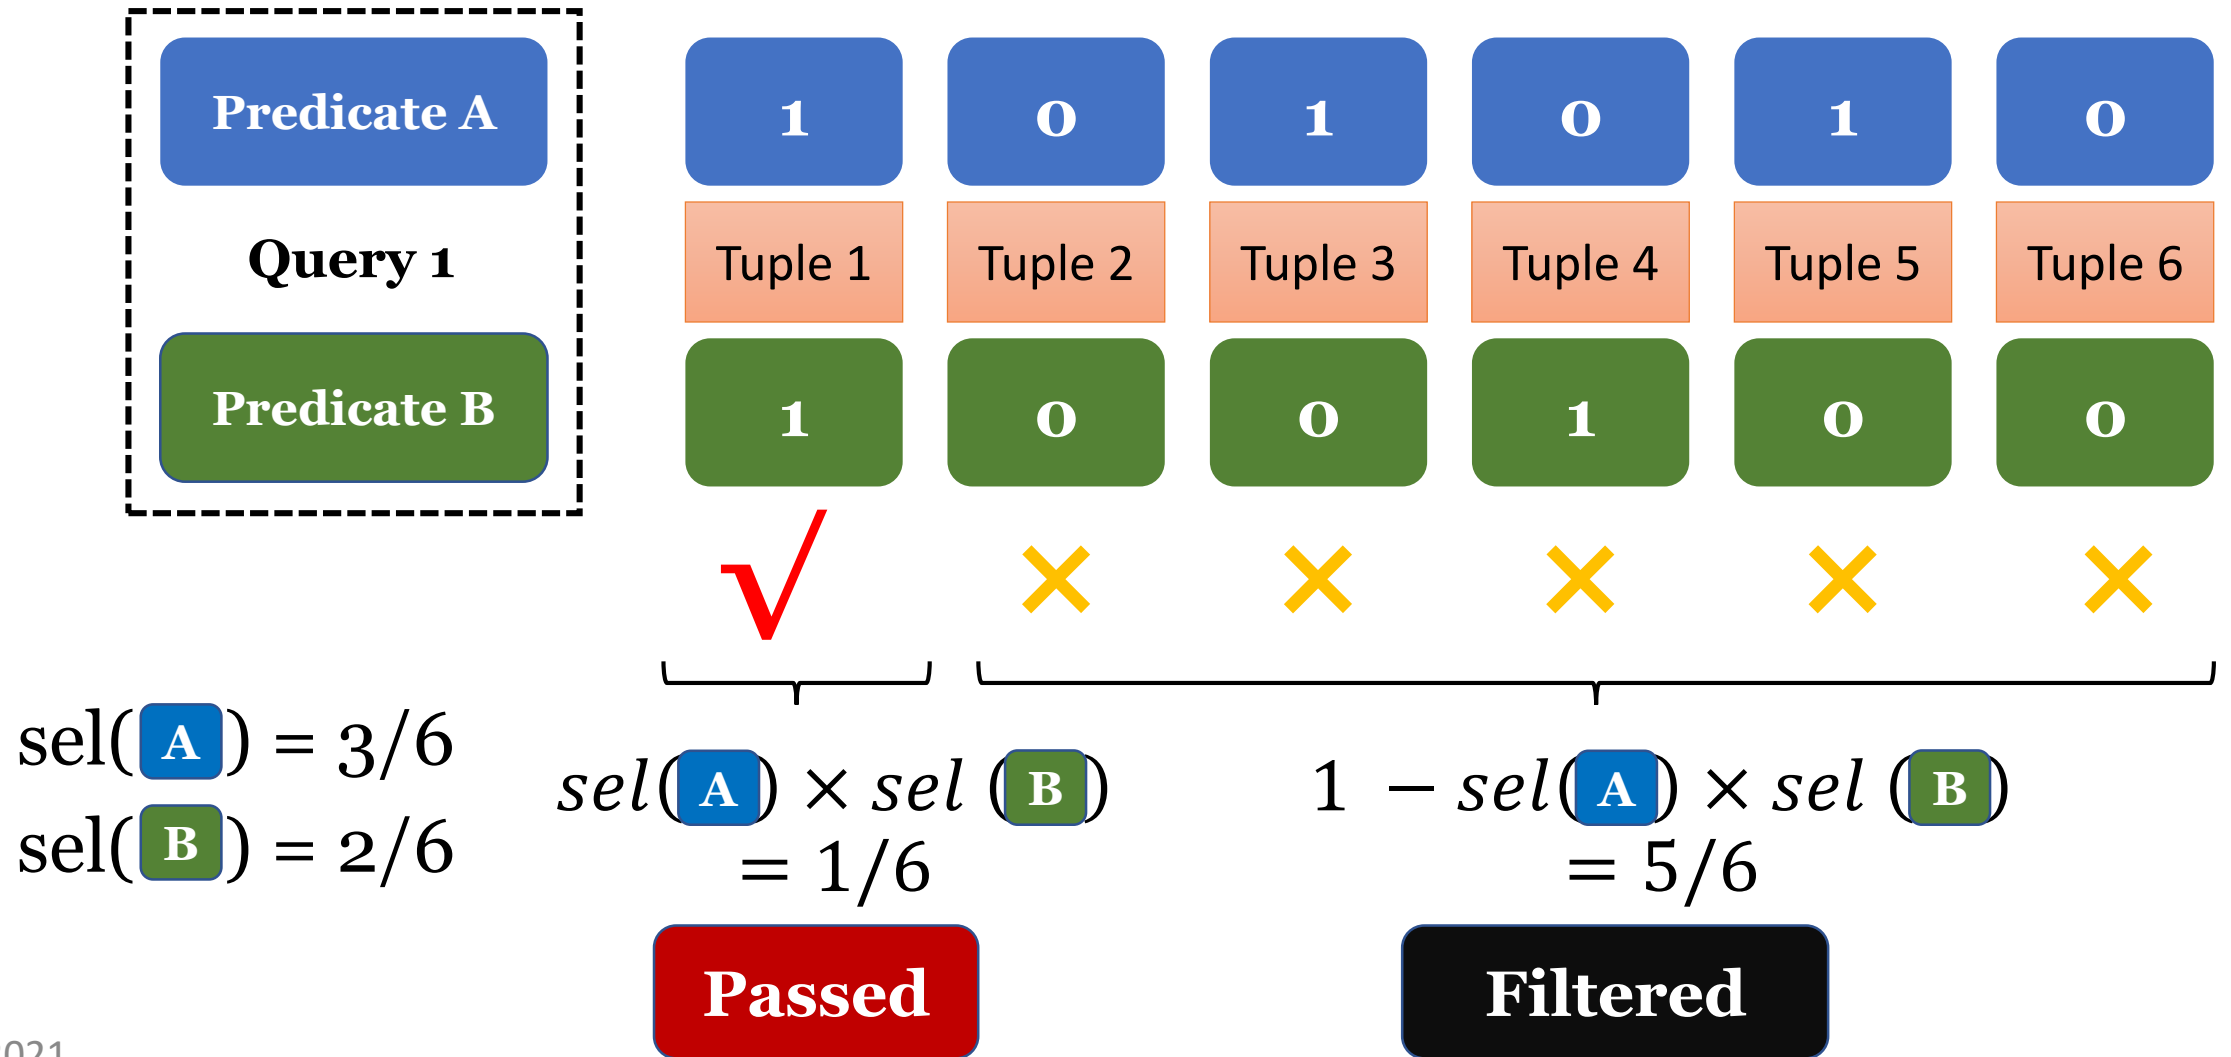 Predicate A
1 0 1 0 1 0
Query 1
Tuple 1 Tuple 2 Tuple 3 Tuple 4 Tuple 5 Tuple 6
Predicate B
1 0 0 1 0 0
√ × × × × ×
sel( A ) = 3/6
sel( B ) = 2/6
sel( A ) × sel ( B )
= 1/6
Passed
1 − sel( A ) × sel ( B )
= 5/6
Filtered